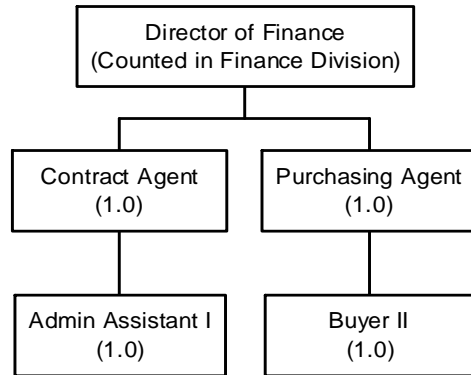 Director of Finance
(Counted in Finance Division)
Contract Agent
(1.0)
Purchasing Agent
(1.0)
Admin Assistant I
(1.0)
Buyer II
(1.0)